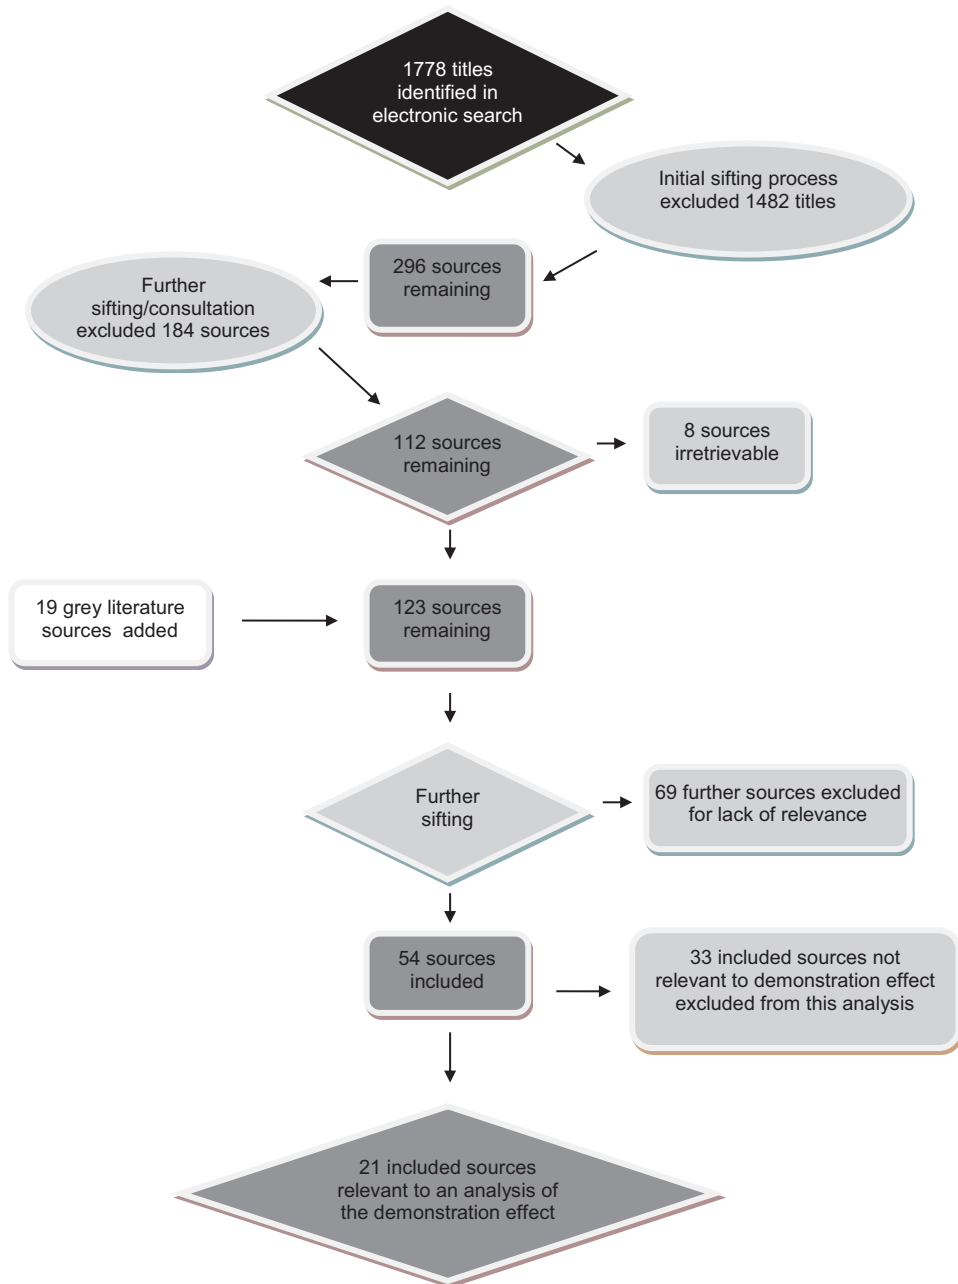 1778 titles
identified in
electronic search
Initial sifting process
excluded 1482 titles
296 sources
remaining
Further
sifting/consultation
excluded 184 sources
112 sources
remaining
8 sources
irretrievable
19 grey literature
sources added
123 sources
remaining
Further
sifting
69 further sources excluded
for lack of relevance
54 sources
included
33 included sources not
relevant to demonstration effect
excluded from this analysis
21 included sources
relevant to an analysis of
the demonstration effect